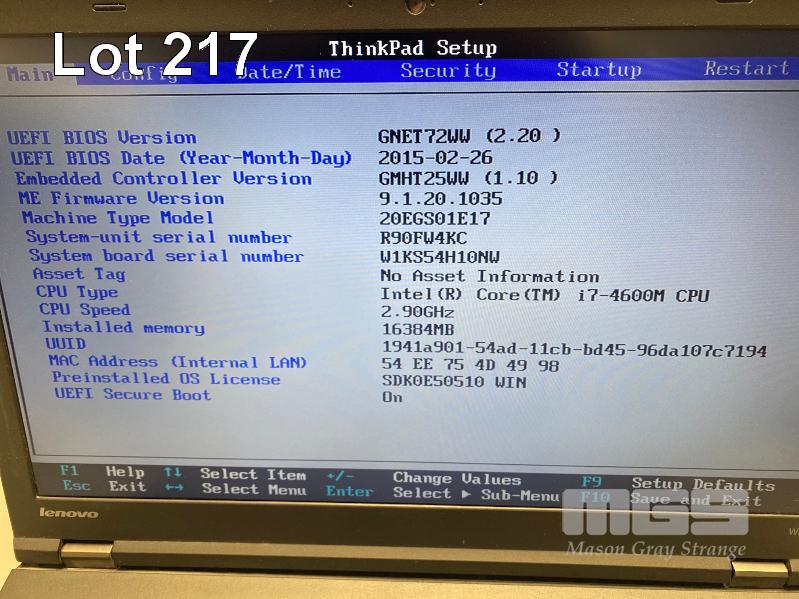 Lot 217
ThinkPad Setup
Main Config Date/Time Security Startup Restart
UEFI BIOS Version GNET72WW (2.20 )
UEFI BIOS Date (Year-Month-Day) 2015-02-26
Embedded Controller Version GMHT25WW (1.10 )
ME Firmware Version 9.1.20.1035
Machine Type Model 20EGS01E17
System-unit serial number R90FW4KC
System board serial number W1KS54H10NW
Asset Tag No Asset Information
CPU Type Intel(R) Core(TM) i7-4600M CPU
CPU Speed 2.90GHz
Installed memory 16384MB
UUID 1941a901-54ad-11cb-bd45-96da107c7194
MAC Address (Internal LAN) 54 EE 75 4D 49 98
Preinstalled OS License SDK0E50510 WIN
UEFI Secure Boot On
F1 Help ↑↓ Select Item +/- Change Values F9 Setup Defaults
Esc Exit ←→ Select Menu Enter Select ▶ Sub-Menu F10 Save and Exit
lenovo
MGS
Mason Gray Strange